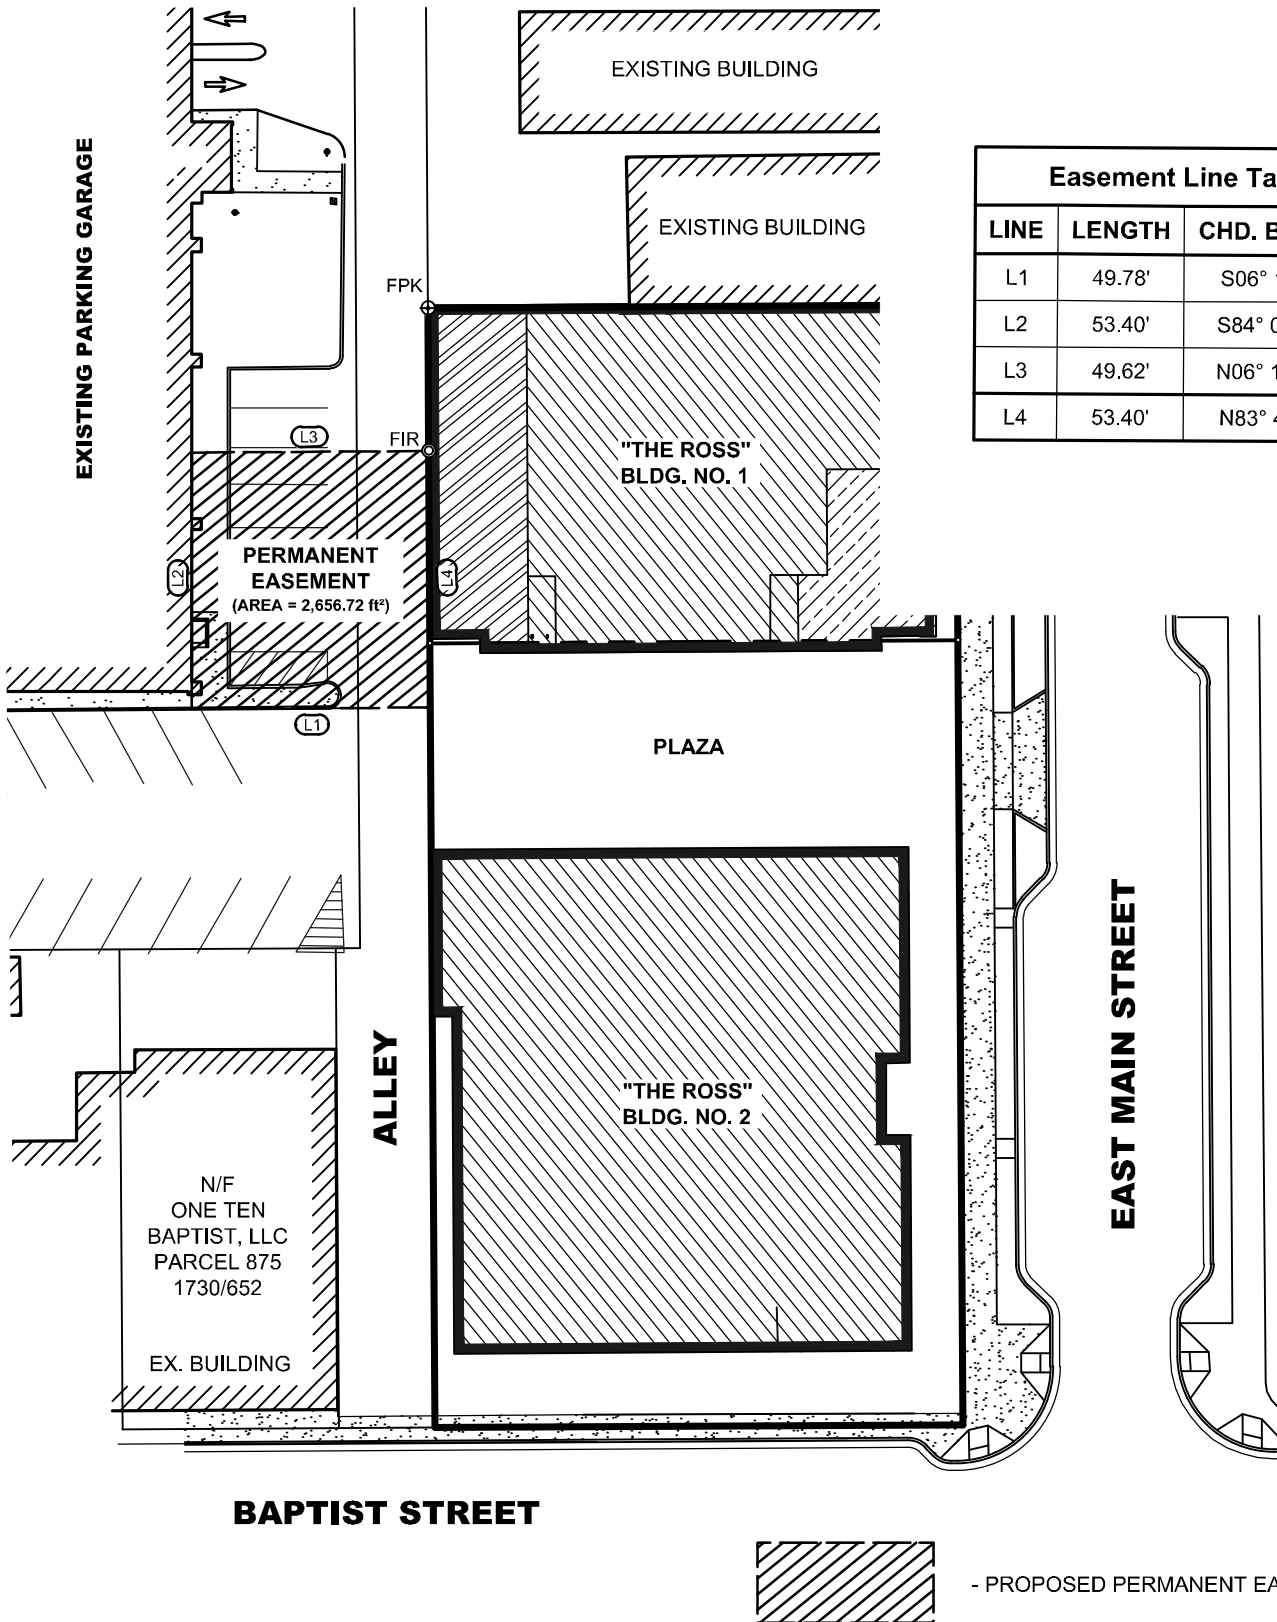 EXISTING BUILDING
EXISTING BUILDING
EXISTING PARKING GARAGE
Easement Line Ta
LINE LENGTH CHD. B
L1 49.78' S06°
L2 53.40' S84°
L3 49.62' N06° 1
L4 53.40' N83° 4
FPK
FIR
L3
"THE ROSS"
BLDG. NO. 1
PERMANENT
EASEMENT
(AREA = 2,656.72 ft²)
L2
L4
L1
PLAZA
ALLEY
EAST MAIN STREET
"THE ROSS"
BLDG. NO. 2
N/F
ONE TEN
BAPTIST, LLC
PARCEL 875
1730/652
EX. BUILDING
BAPTIST STREET
- PROPOSED PERMANENT EA